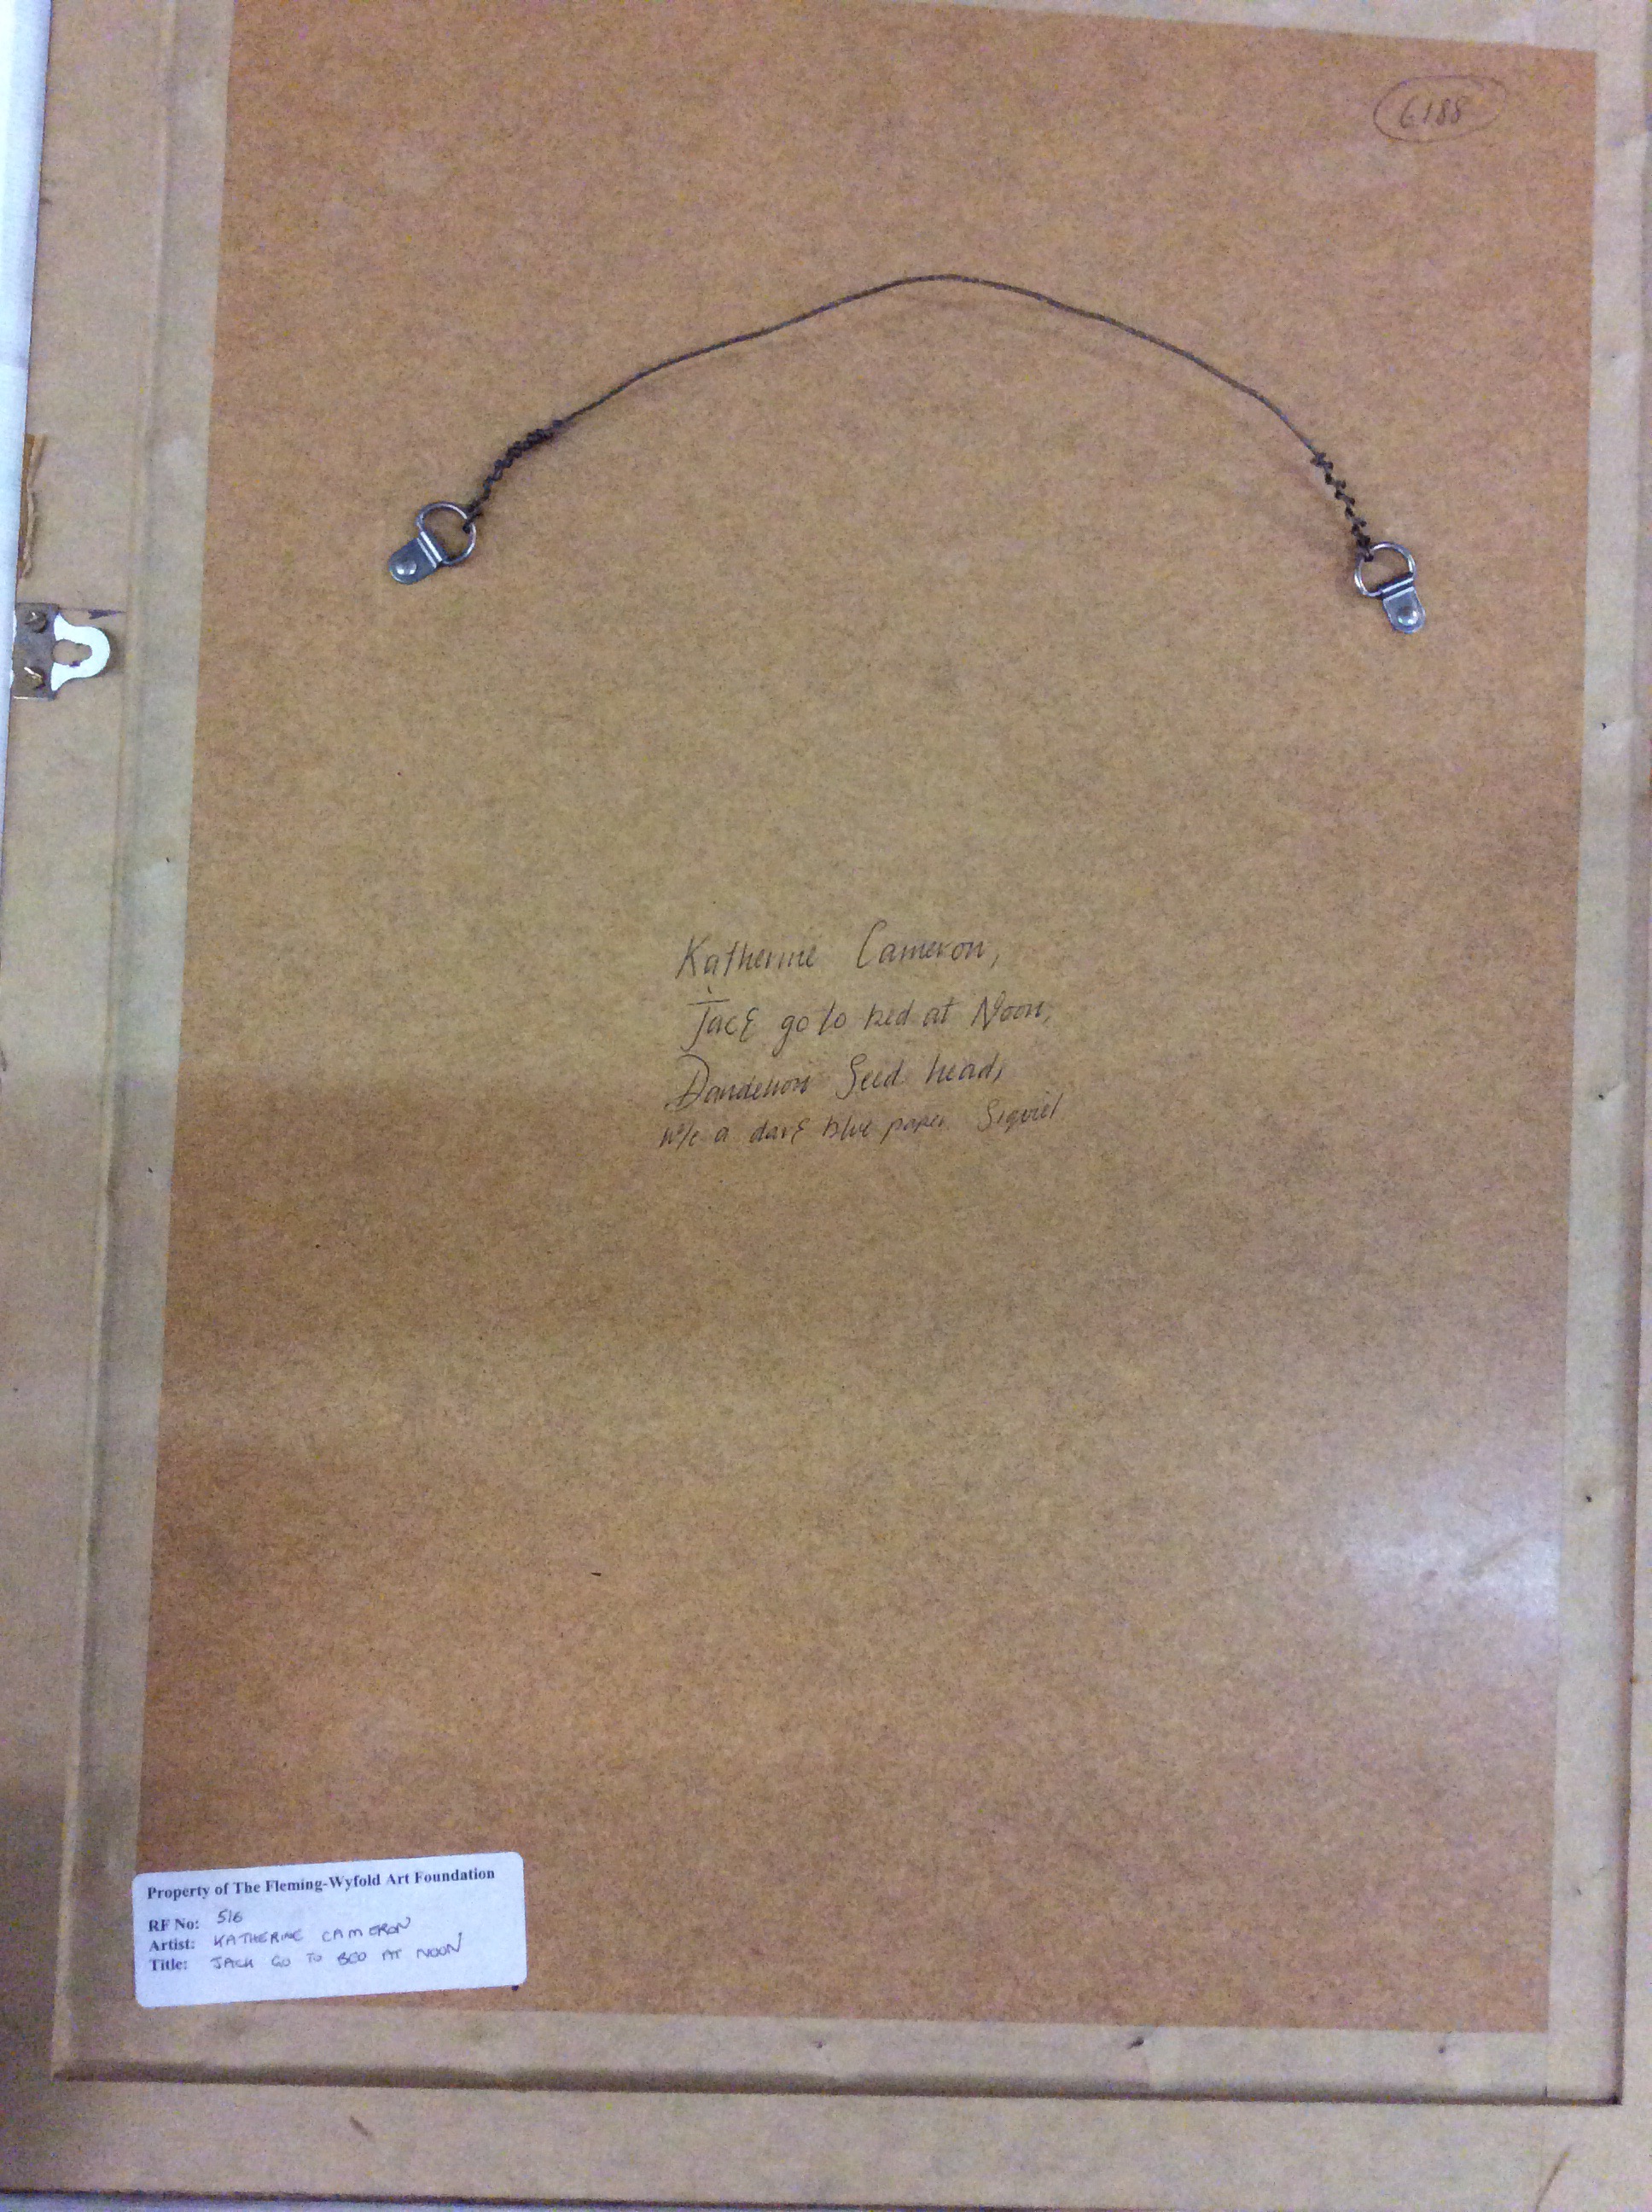 6188
Katherine Cameron,
Jack go to bed at Noon,
Dandelion Seed head,
w/c a dark blue paper. Signed
Property of The Fleming-Wyfold Art Foundation
RF No: 516
Artist: KATHERINE CAMERON
Title: JACK GO TO BED AT NOON